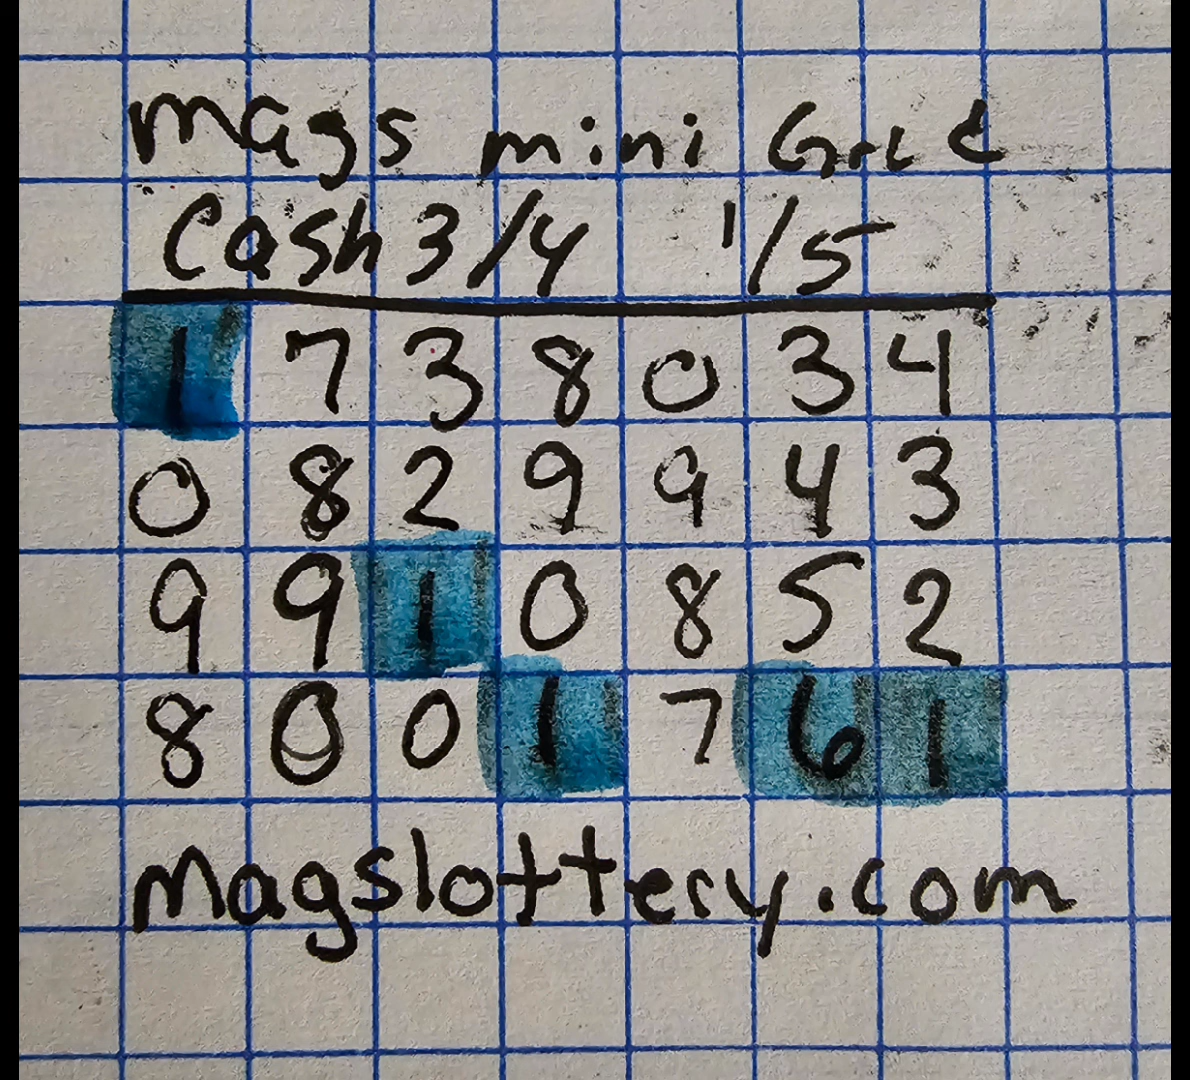 mags mini Grid
Cash 3/4 1/5
1 7 3 8 0 3 4
0 8 2 9 9 4 3
9 9 1 0 8 5 2
8 0 0 1 7 6 1
magslottery.com